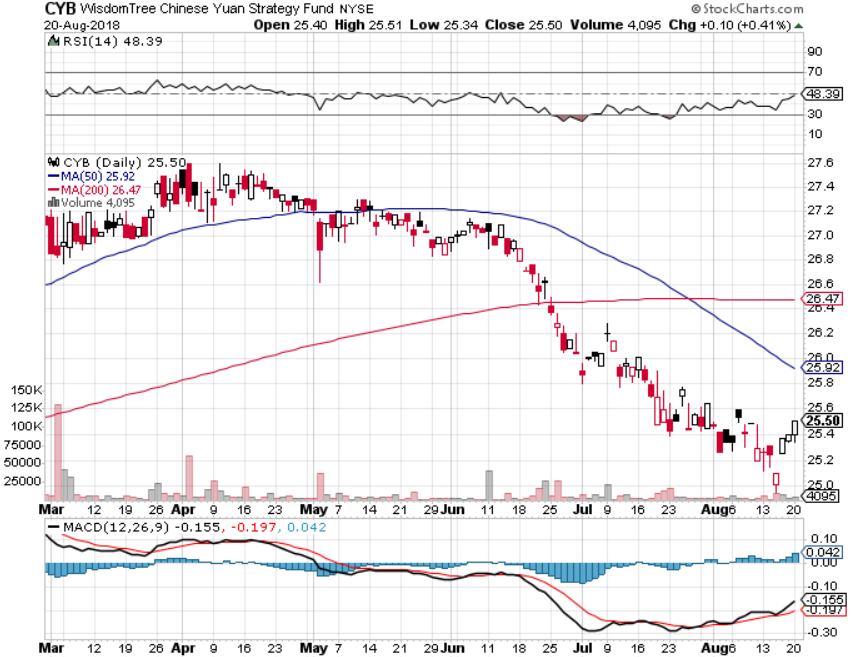 CYB WisdomTree Chinese Yuan Strategy Fund NYSE © StockCharts.com
20-Aug-2018 Open 25.40 High 25.51 Low 25.34 Close 25.50 Volume 4,095 Chg +0.10 (+0.41%)
RSI(14) 48.39
90
70
48.39
30
10
CYB (Daily) 25.50
MA(50) 25.92
MA(200) 26.47
Volume 4,095
27.6
27.4
27.2
27.0
26.8
26.6
26.47
26.4
26.2
26.0
25.92
25.8
25.6
25.50
25.4
25.2
25.0
4095
150K
125K
100K
75000
50000
25000
Mar 12 19 26 Apr 9 16 23 May 7 14 21 29 Jun 11 18 25 Jul 9 16 23 Aug 6 13 20
MACD(12,26,9) -0.155, -0.197, 0.042
0.10
0.042
0.00
-0.10
-0.155
-0.197
-0.30
Mar 12 19 26 Apr 9 16 23 May 7 14 21 29 Jun 11 18 25 Jul 9 16 23 Aug 6 13 20